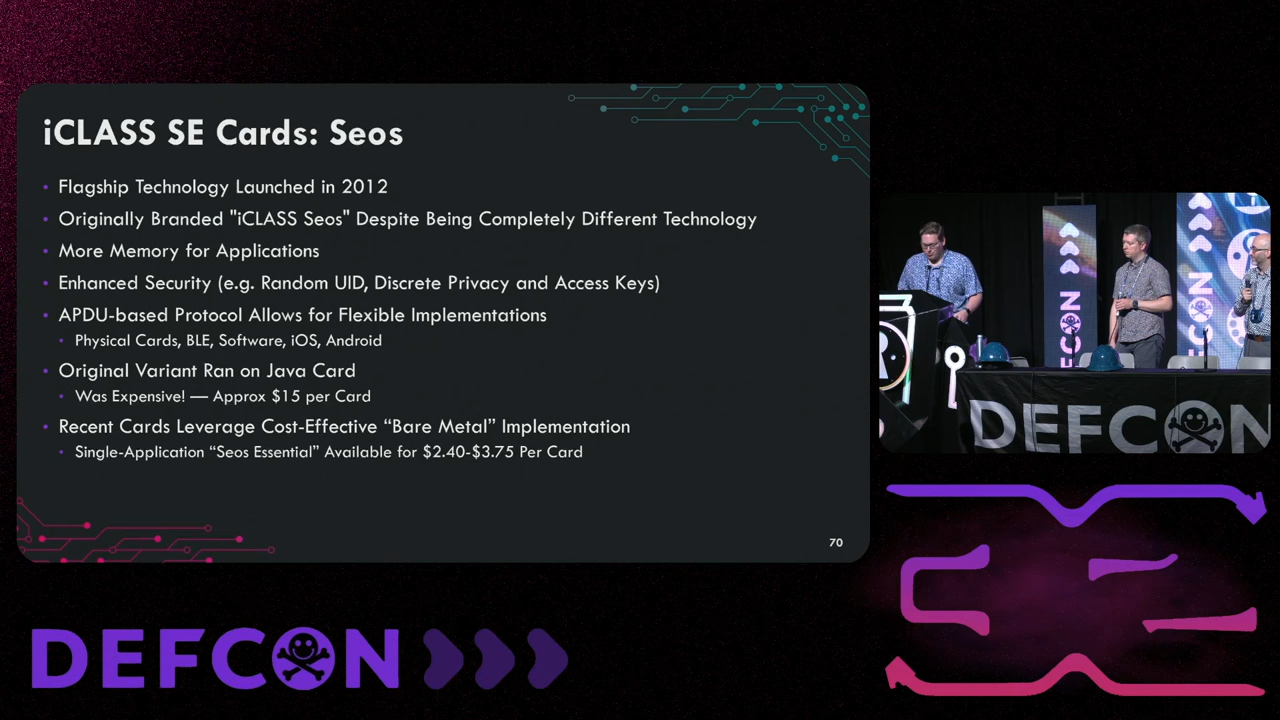 iCLASS SE Cards: Seos
Flagship Technology Launched in 2012
Originally Branded "iCLASS Seos" Despite Being Completely Different Technology
More Memory for Applications
Enhanced Security (e.g. Random UID, Discrete Privacy and Access Keys)
APDU-based Protocol Allows for Flexible Implementations
Physical Cards, BLE, Software, iOS, Android
Original Variant Ran on Java Card
Was Expensive! — Approx $15 per Card
Recent Cards Leverage Cost-Effective “Bare Metal” Implementation
Single-Application “Seos Essential” Available for $2.40-$3.75 Per Card
70
DEFCON
DEFCON
DEFCON